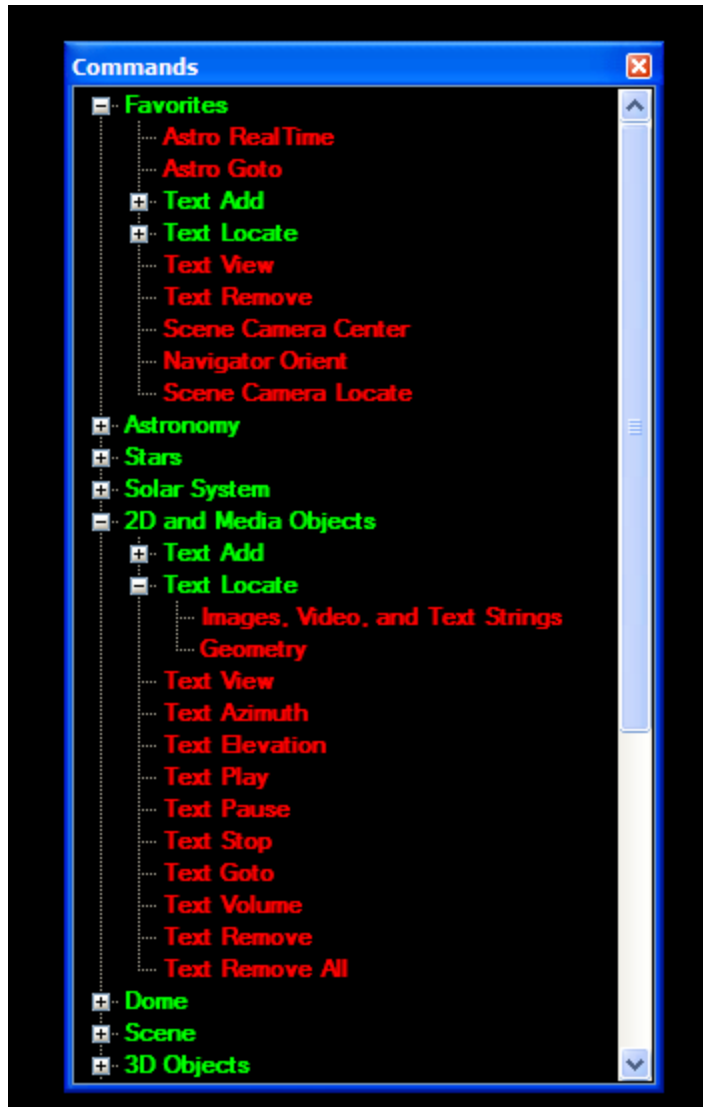 Commands
Favorites
Astro RealTime
Astro Goto
Text Add
Text Locate
Text View
Text Remove
Scene Camera Center
Navigator Orient
Scene Camera Locate
Astronomy
Stars
Solar System
2D and Media Objects
Text Add
Text Locate
Images, Video, and Text Strings
Geometry
Text View
Text Azimuth
Text Elevation
Text Play
Text Pause
Text Stop
Text Goto
Text Volume
Text Remove
Text Remove All
Dome
Scene
3D Objects